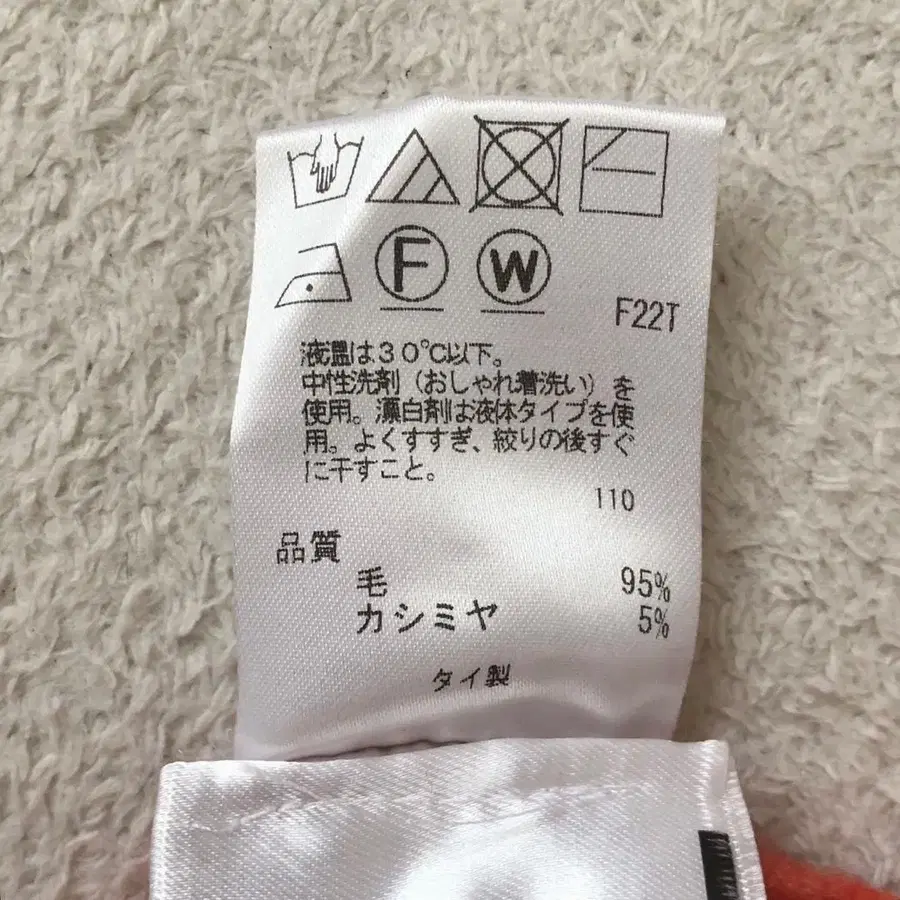 F W
F22T
液温は30℃以下。
中性洗剤（おしゃれ着洗い）を
使用。漂白剤は液体タイプを使
用。よくすすぎ、絞りの後すぐ
に干すこと。
110
品質
毛 95%
カシミヤ 5%
タイ製